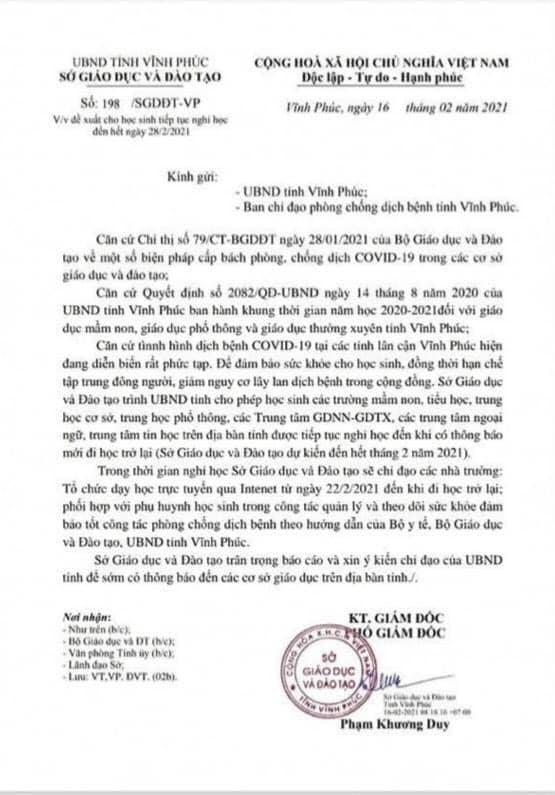 UBND TỈNH VĨNH PHÚC
SỞ GIÁO DỤC VÀ ĐÀO TẠO
CỘNG HOÀ XÃ HỘI CHỦ NGHĨA VIỆT NAM
Độc lập - Tự do - Hạnh phúc
Số: 198 /SGDĐT-VP
V/v đề xuất cho học sinh tiếp tục nghỉ học
đến hết ngày 28/2/2021
Vĩnh Phúc, ngày 16 tháng 02 năm 2021
Kính gửi:
- UBND tỉnh Vĩnh Phúc;
- Ban chỉ đạo phòng chống dịch bệnh tỉnh Vĩnh Phúc.
Căn cứ Chỉ thị số 79/CT-BGDĐT ngày 28/01/2021 của Bộ Giáo dục và Đào
tạo về một số biện pháp cấp bách phòng, chống dịch COVID-19 trong các cơ sở
giáo dục và đào tạo;
Căn cứ Quyết định số 2082/QĐ-UBND ngày 14 tháng 8 năm 2020 của
UBND tỉnh Vĩnh Phúc ban hành khung thời gian năm học 2020-2021đối với giáo
dục mầm non, giáo dục phổ thông và giáo dục thường xuyên tỉnh Vĩnh Phúc;
Căn cứ tìnnh hình dịch bệnh COVID-19 tại các tỉnh lân cận Vĩnh Phúc hiện
đang diễn biến rất phức tạp. Để đảm bảo sức khỏe cho học sinh, đồng thời hạn chế
tập trung đông người, giảm nguy cơ lây lan dịch bệnh trong cộng đồng. Sở Giáo dục
và Đào tạo trình UBND tỉnh cho phép học sinh các trường mầm non, tiểu học, trung
học cơ sở, trung học phổ thông, các Trung tâm GDNN-GDTX, các trung tâm ngoại
ngữ, trung tâm tin học trên địa bàn tỉnh được tiếp tục nghỉ học đến khi có thông báo
mới đi học trở lại (Sở Giáo dục và Đào tạo dự kiến đến hết tháng 2 năm 2021).
Trong thời gian nghỉ học Sở Giáo dục và Đào tạo sẽ chỉ đạo các nhà trường:
Tổ chức dạy học trực tuyến qua Intenet từ ngày 22/2/2021 đến khi đi học trở lại;
phối hợp với phụ huynh học sinh trong công tác quản lý và theo dõi sức khỏe đảm
bảo tốt công tác phòng chống dịch bệnh theo hướng dẫn của Bộ y tế, Bộ Giáo dục
và Đào tạo, UBND tỉnh Vĩnh Phúc.
Sở Giáo dục và Đào tạo trân trọng báo cáo và xin ý kiến chỉ đạo của UBND
tỉnh để sớm có thông báo đến các cơ sở giáo dục trên địa bàn tỉnh./.
Nơi nhận:
- Như trên (b/c);
- Bộ Giáo dục và ĐT (b/c);
- Văn phòng Tỉnh ủy (b/c);
- Lãnh đạo Sở;
- Lưu: VT,VP. ĐVT. (02b).
KT. GIÁM ĐỐC
PHÓ GIÁM ĐỐC
CỘNG HÒA X.H.C.N VIỆT NAM
SỞ
GIÁO DỤC
VÀ ĐÀO TẠO
TỈNH VĨNH PHÚC
Sở Giáo dục và Đào tạo
Tỉnh Vĩnh Phúc
16-02-2021 08:18:16 +07:00
Phạm Khương Duy